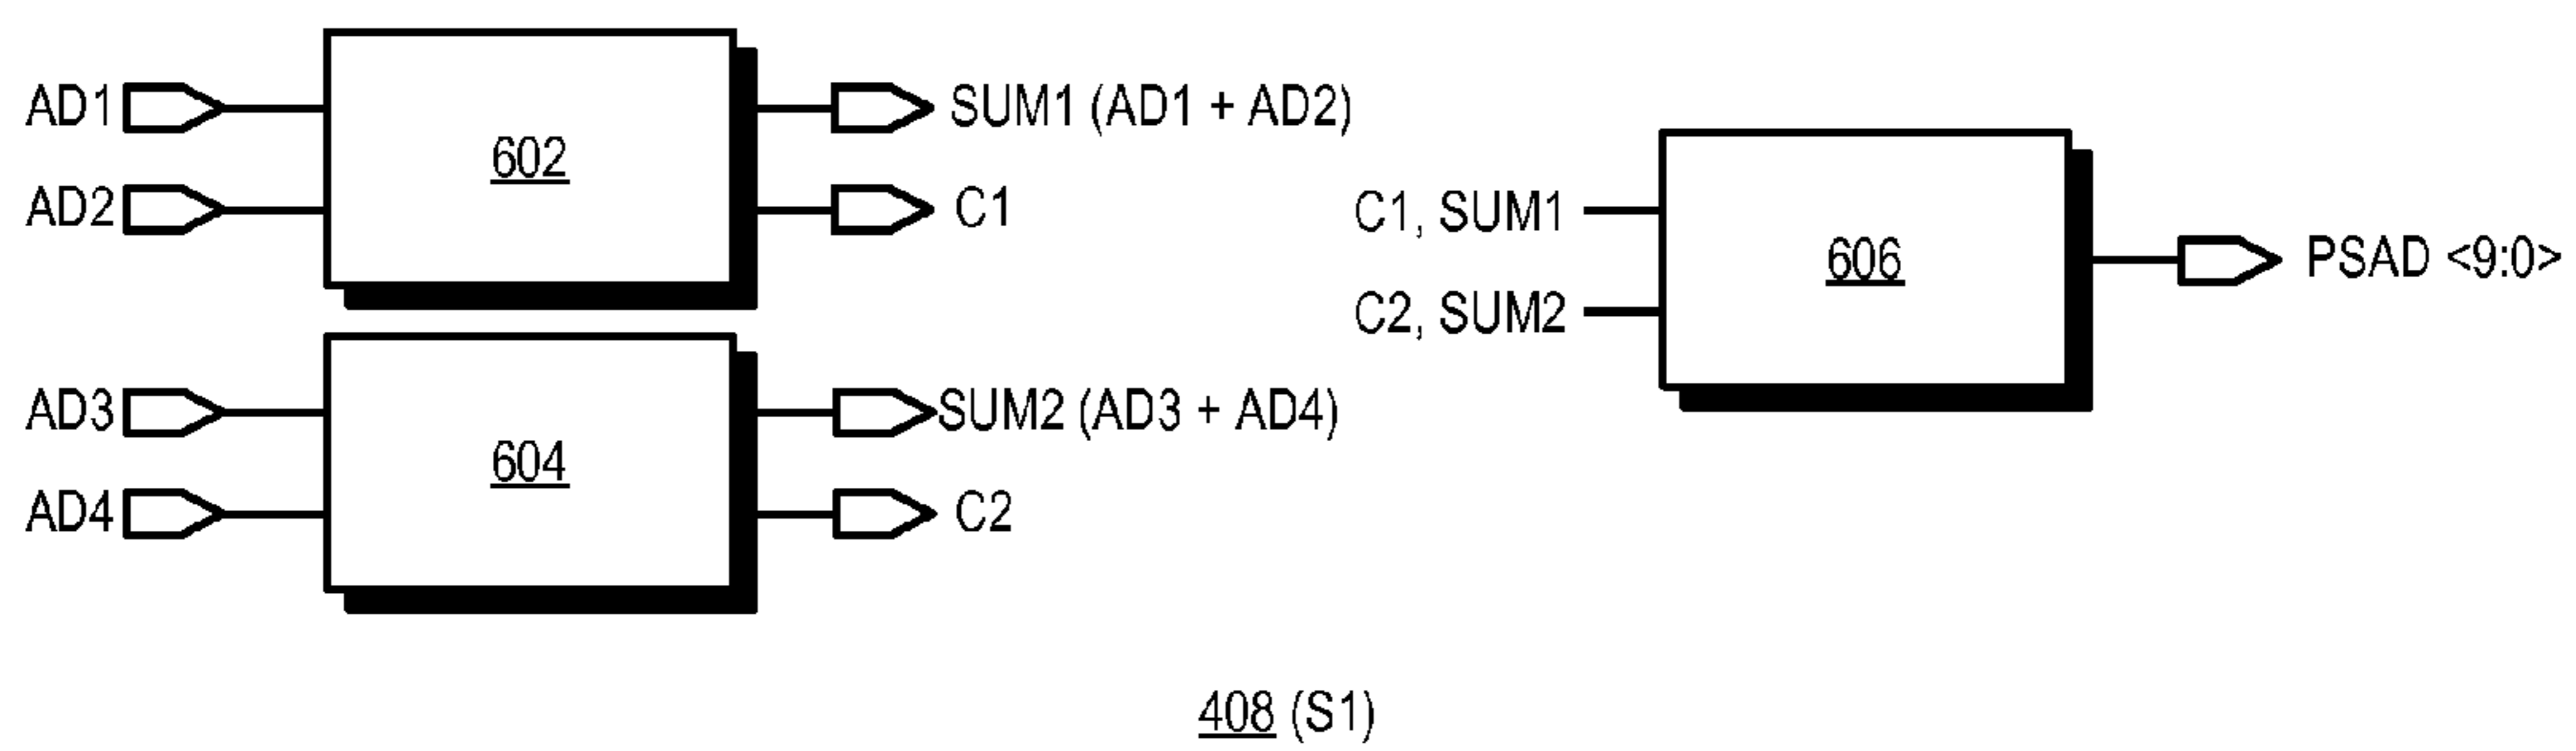 AD1
AD2
602
SUM1 (AD1 + AD2)
C1
AD3
AD4
604
SUM2 (AD3 + AD4)
C2
C1, SUM1
C2, SUM2
606
PSAD <9:0>
408 (S1)